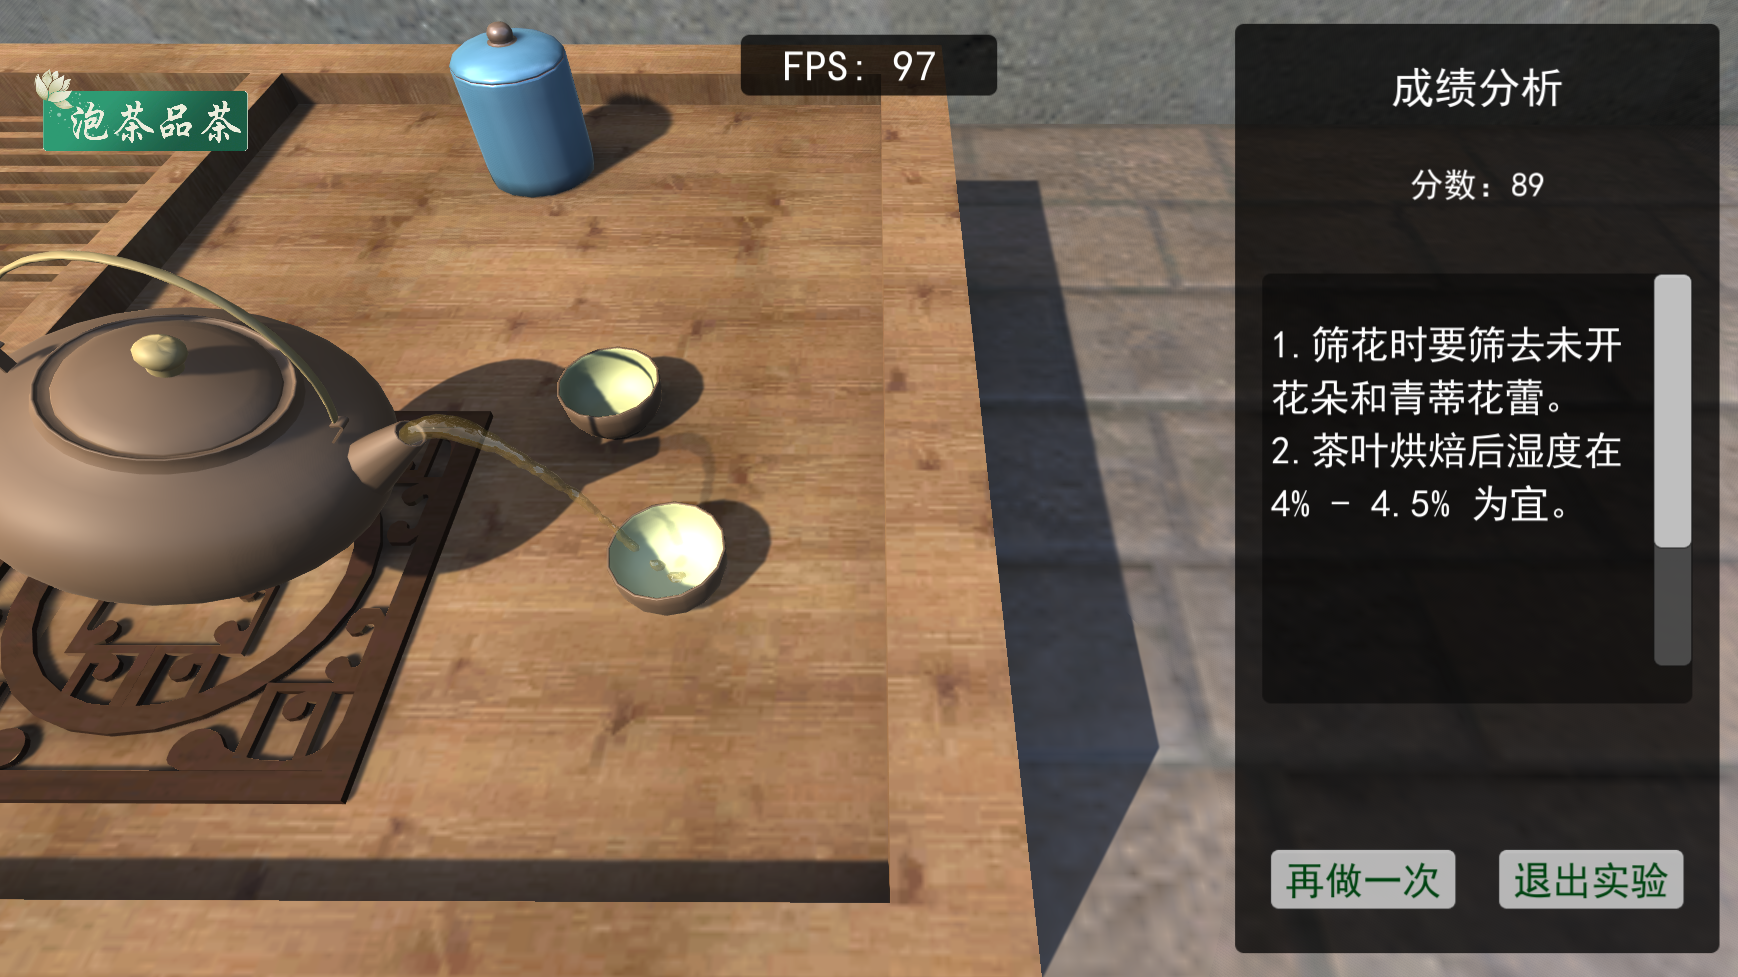 泡茶品茶
FPS: 97
成绩分析
分数：89
1.筛花时要筛去未开
花朵和青蒂花蕾。
2.茶叶烘焙后湿度在
4% - 4.5% 为宜。
再做一次
退出实验